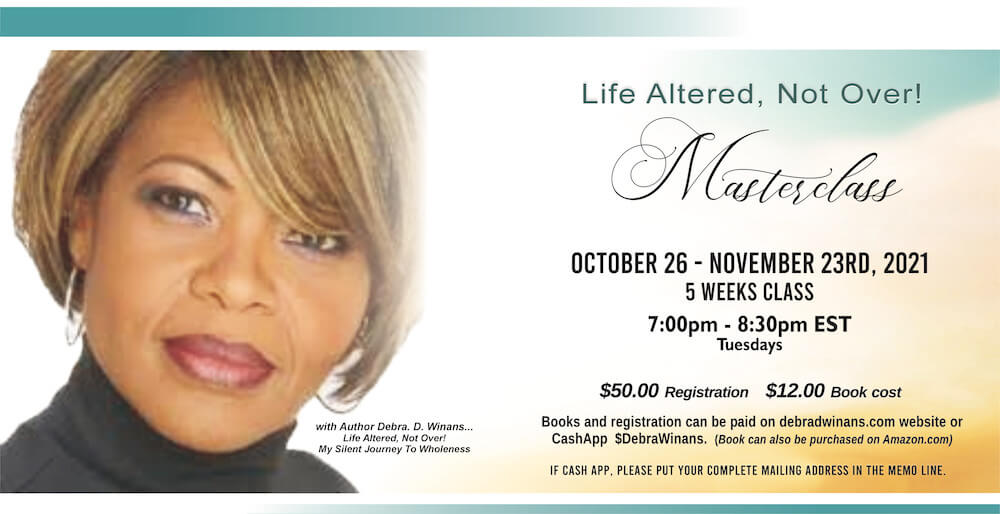 Life Altered, Not Over!
Masterclass
OCTOBER 26 - NOVEMBER 23RD, 2021
5 WEEKS CLASS
7:00pm - 8:30pm EST
Tuesdays
$50.00 Registration $12.00 Book cost
Books and registration can be paid on debradwinans.com website or
CashApp $DebraWinans. (Book can also be purchased on Amazon.com)
IF CASH APP, PLEASE PUT YOUR COMPLETE MAILING ADDRESS IN THE MEMO LINE.
with Author Debra. D. Winans...
Life Altered, Not Over!
My Silent Journey To Wholeness